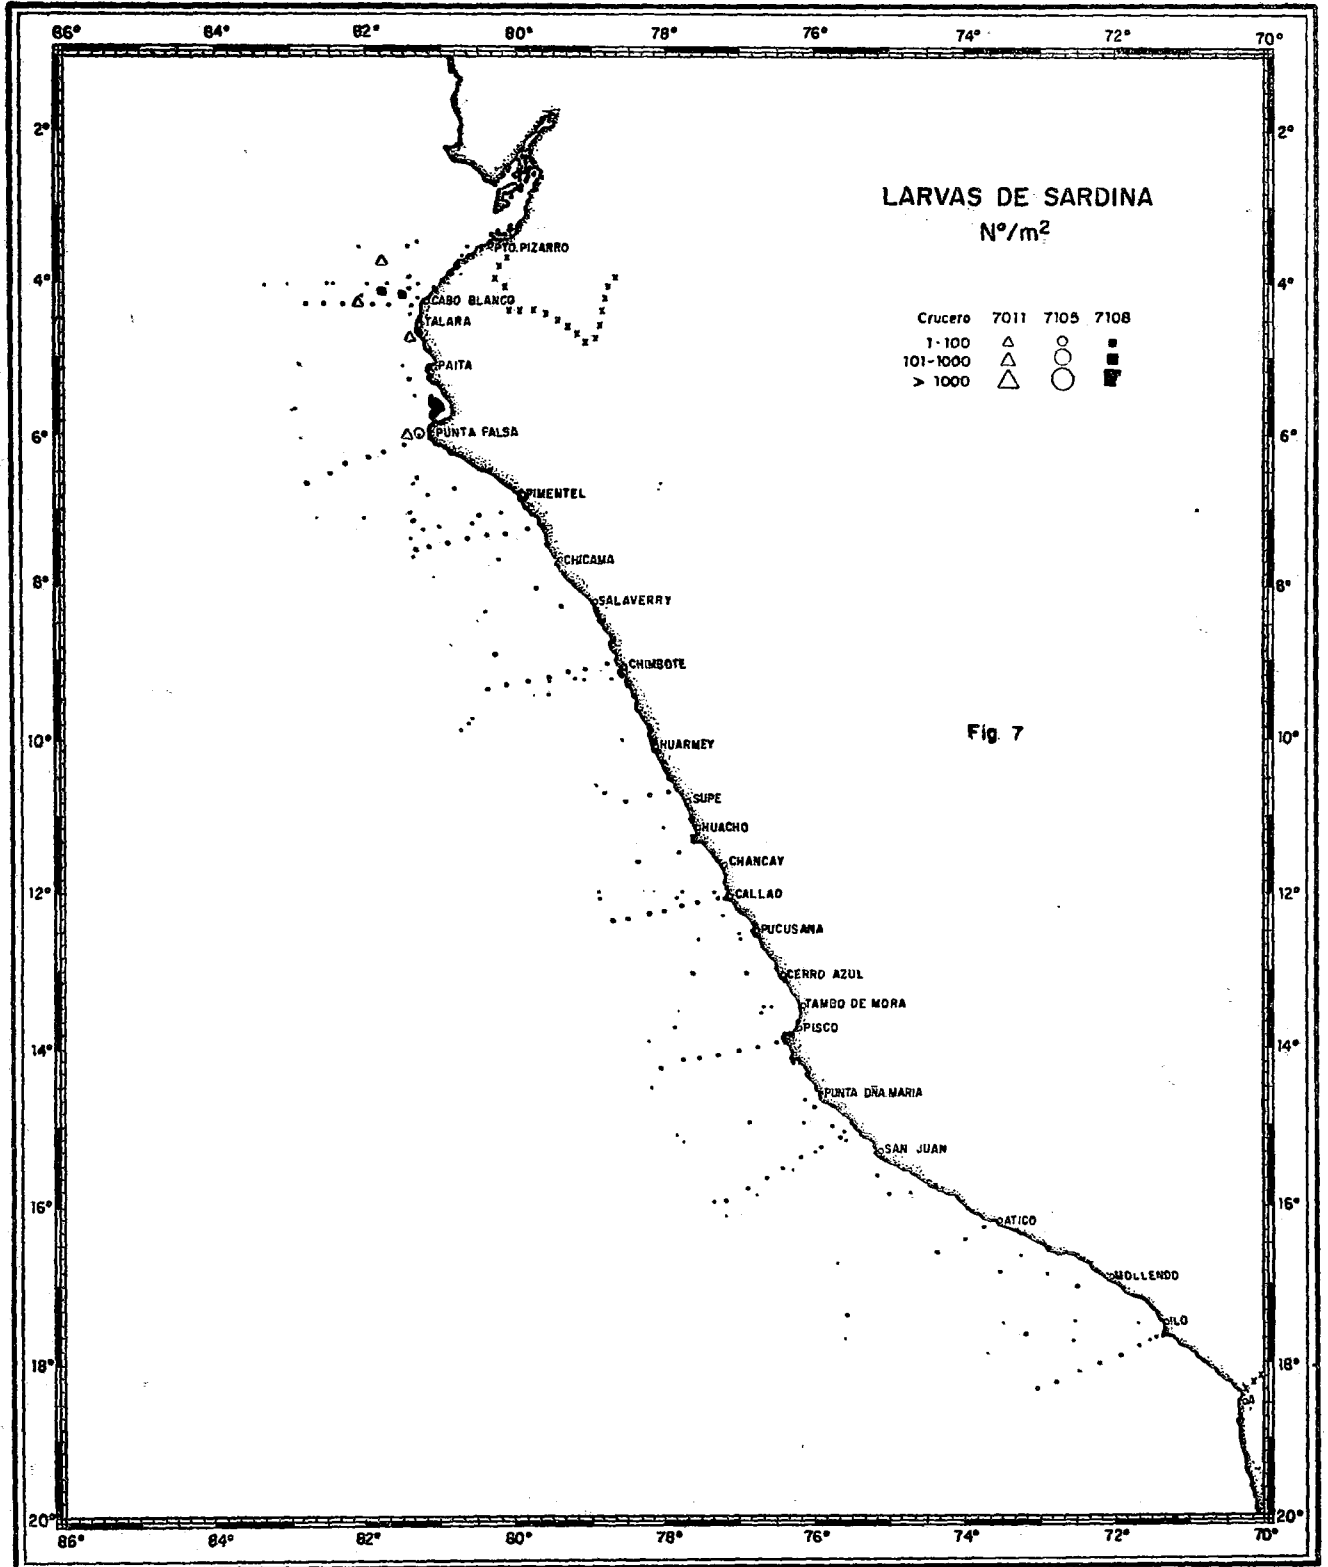 86° 84° 82° 80° 78° 76° 74° 72° 70°
2° 2°
LARVAS DE SARDINA
N°/m²
PTO. PIZARRO
4° 4°
CABO BLANCO
TALARA
Crucero 7011 7105 7108
1-100
101-1000
> 1000
PAITA
6° 6°
PUNTA FALSA
PIMENTEL
CHICAMA
8° 8°
SALAVERRY
CHIMBOTE
Fig. 7
10° 10°
HUARMEY
SUPE
HUACHO
CHANCAY
12° 12°
CALLAO
PUCUSANA
CERRO AZUL
TAMBO DE MORA
PISCO
14° 14°
PUNTA DÑA. MARIA
SAN JUAN
16° 16°
ATICO
MOLLENDO
ILO
18° 18°
20° 20°
86° 84° 82° 80° 78° 76° 74° 72° 70°